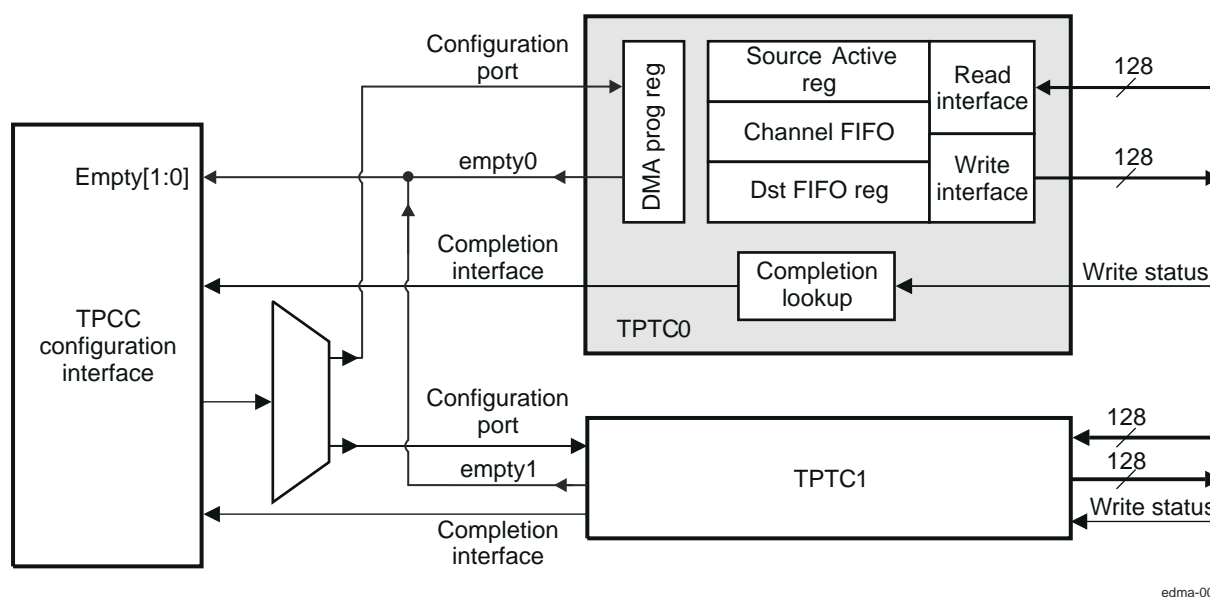 Configuration
port
DMA prog reg
Source Active
reg
Read
interface
Channel FIFO
Write
interface
Dst FIFO reg
128
128
Empty[1:0]
empty0
Completion
interface
Completion
lookup
Write status
TPTC0
TPCC
configuration
interface
Configuration
port
empty1
Completion
interface
TPTC1
128
128
Write status
edma-00